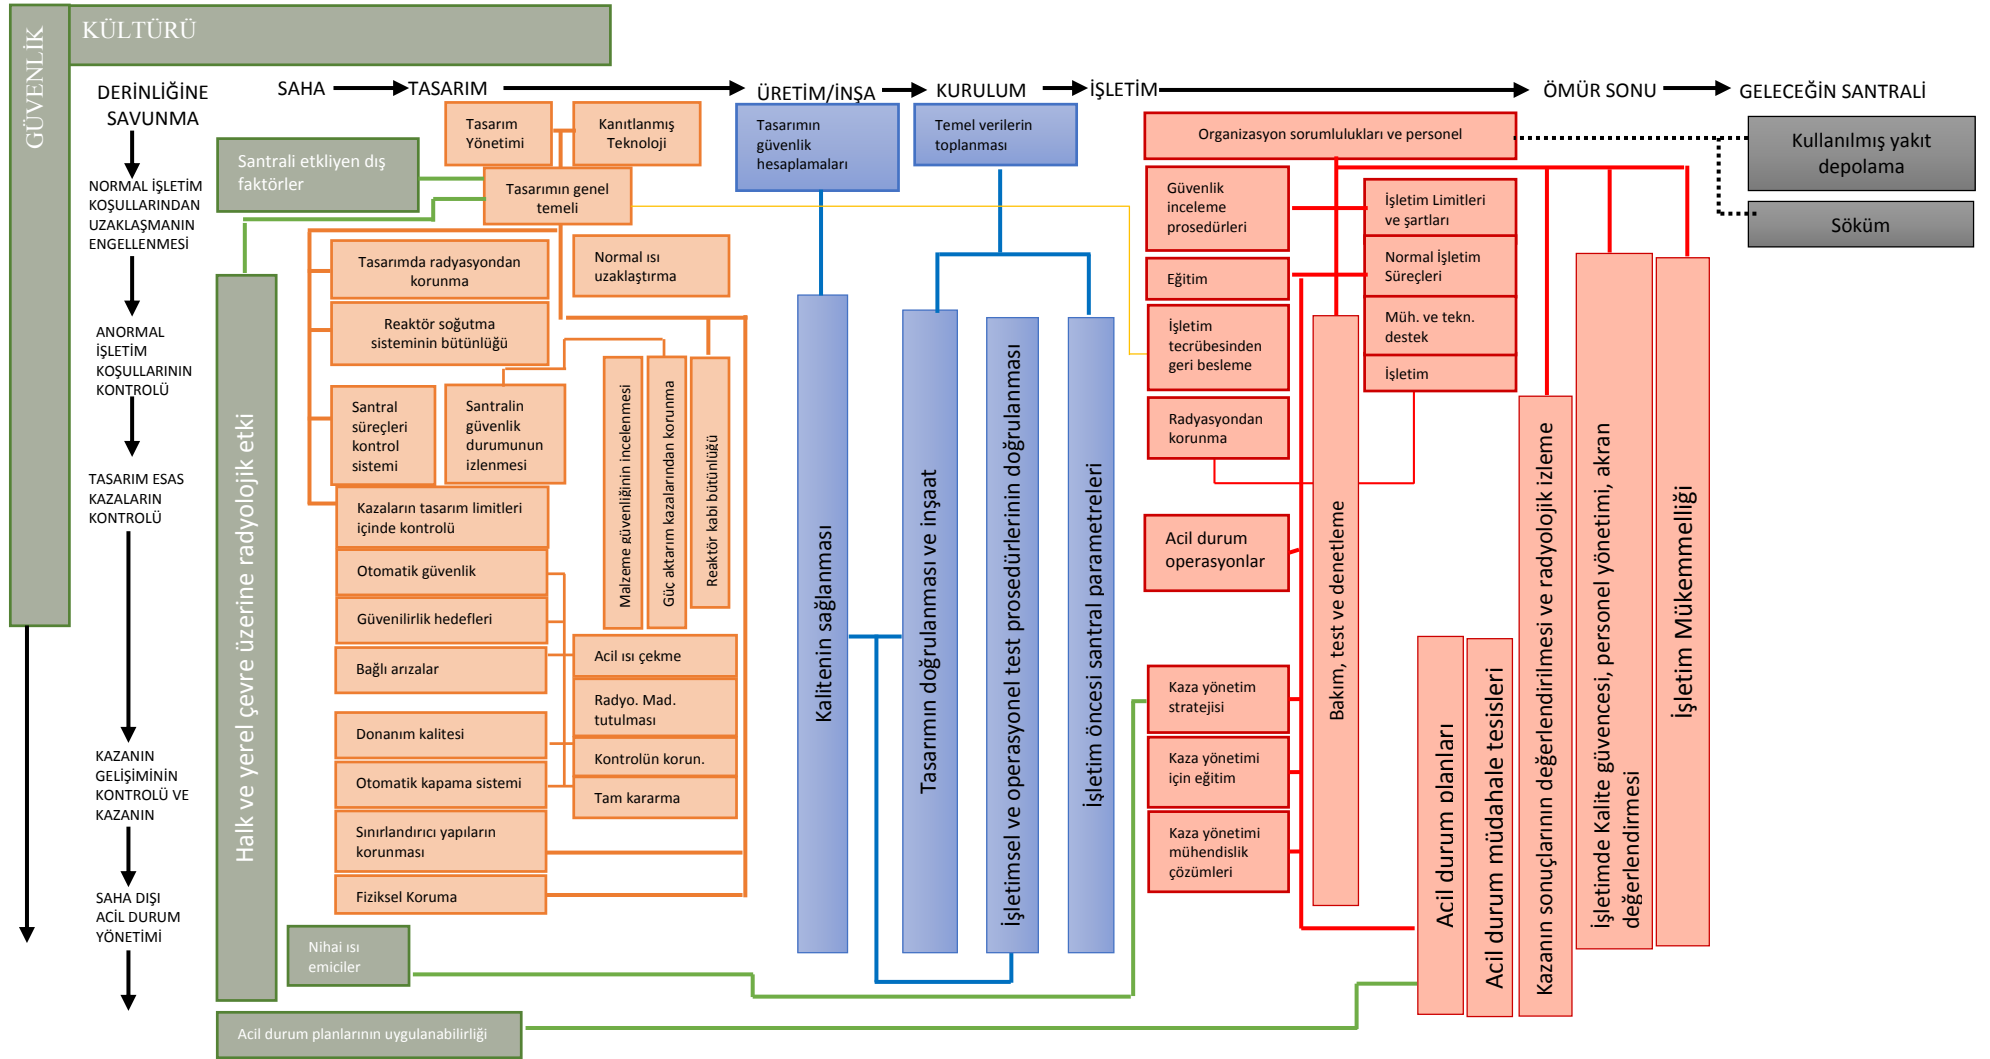 GÜVENLİK
KÜLTÜRÜ
DERİNLİĞİNE
SAVUNMA
NORMAL İŞLETİM
KOŞULLARINDAN
UZAKLAŞMANIN
ENGELLENMESİ
ANORMAL
İŞLETİM
KOŞULLARININ
KONTROLÜ
TASARIM ESAS
KAZALARIN
KONTROLÜ
KAZANIN
GELİŞİMİNİN
KONTROLÜ VE
KAZANIN
SAHA DIŞI
ACİL DURUM
YÖNETİMİ
SAHA
TASARIM
ÜRETİM/İNŞA
KURULUM
İŞLETİM
ÖMÜR SONU
GELECEĞİN SANTRALİ
Santrali etkliyen dış
faktörler
Halk ve yerel çevre üzerine radyolojik etki
Nihai ısı
emiciler
Acil durum planlarının uygulanabilirliği
Tasarım
Yönetimi
Kanıtlanmış
Teknoloji
Tasarımın genel
temeli
Tasarımda radyasyondan
korunma
Normal ısı
uzaklaştırma
Reaktör soğutma
sisteminin bütünlüğü
Santral
süreçleri
kontrol
sistemi
Santralin
güvenlik
durumunun
izlenmesi
Malzeme güvenliğinin incelenmesi
Güç aktarım kazalarından korunma
Reaktör kabi bütünlüğü
Kazaların tasarım limitleri
içinde kontrolü
Otomatik güvenlik
Güvenilirlik hedefleri
Bağlı arızalar
Donanım kalitesi
Otomatik kapama sistemi
Sınırlandırıcı yapıların
korunması
Fiziksel Koruma
Acil ısı çekme
Radyo. Mad.
tutulması
Kontrolün korun.
Tam kararma
Tasarımın
güvenlik
hesaplamaları
Temel verilerin
toplanması
Kalitenin sağlanması
Tasarımın doğrulanması ve inşaat
İşletimsel ve operasyonel test prosedürlerinin doğrulanması
İşletim öncesi santral parametreleri
Organizasyon sorumlulukları ve personel
Güvenlik
inceleme
prosedürleri
Eğitim
İşletim
tecrübesinden
geri besleme
Radyasyondan
korunma
Acil durum
operasyonlar
Kaza yönetim
stratejisi
Kaza yönetimi
için eğitim
Kaza yönetimi
mühendislik
çözümleri
İşletim Limitleri
ve şartları
Normal İşletim
Süreçleri
Müh. ve tekn.
destek
İşletim
Bakım, test ve denetleme
Acil durum planları
Acil durum müdahale tesisleri
Kazanın sonuçlarının değerlendirilmesi ve radyolojik izleme
İşletimde Kalite güvencesi, personel yönetimi, akran
değerlendirmesi
İşletim Mükemmelliği
Kullanılmış yakıt
depolama
Söküm